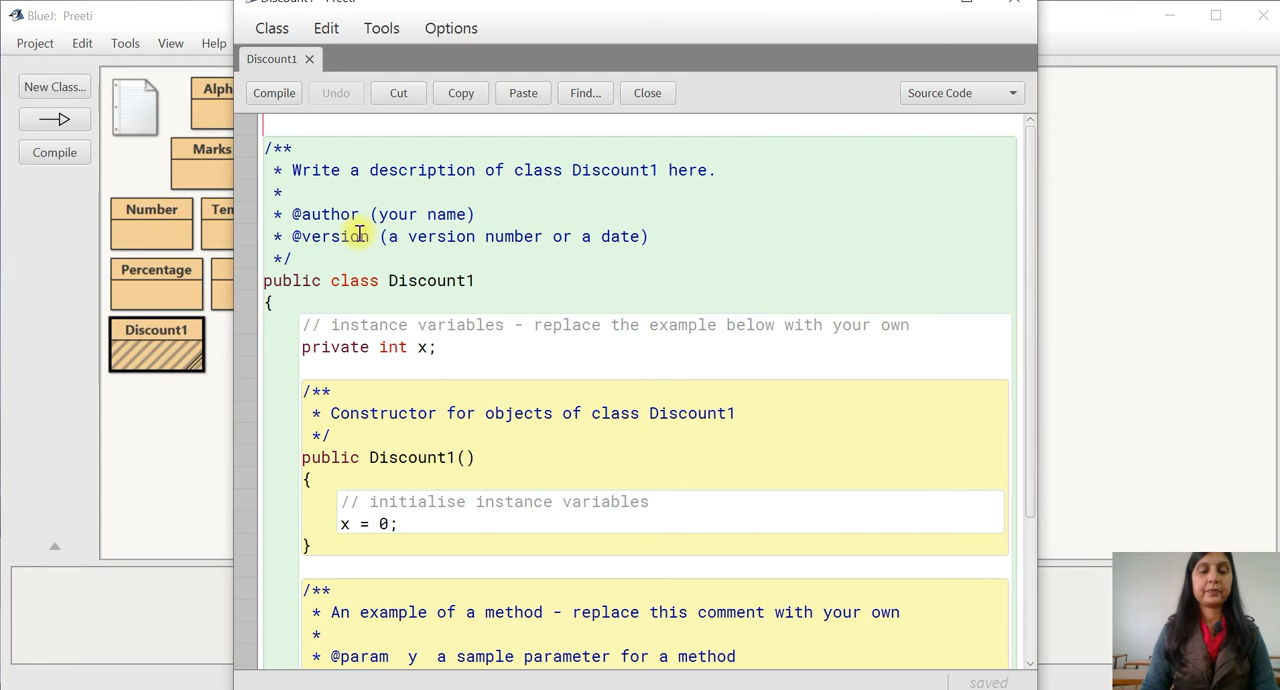 BlueJ: Preeti
Project Edit Tools View Help
New Class...
Compile
Marks
Number
Percentage
Discount1
Class Edit Tools Options
Discount1
Compile Undo Cut Copy Paste Find... Close Source Code
/**
* Write a description of class Discount1 here.
*
* @author (your name)
* @version (a version number or a date)
*/
public class Discount1
{
// instance variables - replace the example below with your own
private int x;
/**
* Constructor for objects of class Discount1
*/
public Discount1()
{
// initialise instance variables
x = 0;
}
/**
* An example of a method - replace this comment with your own
*
* @param y a sample parameter for a method
saved